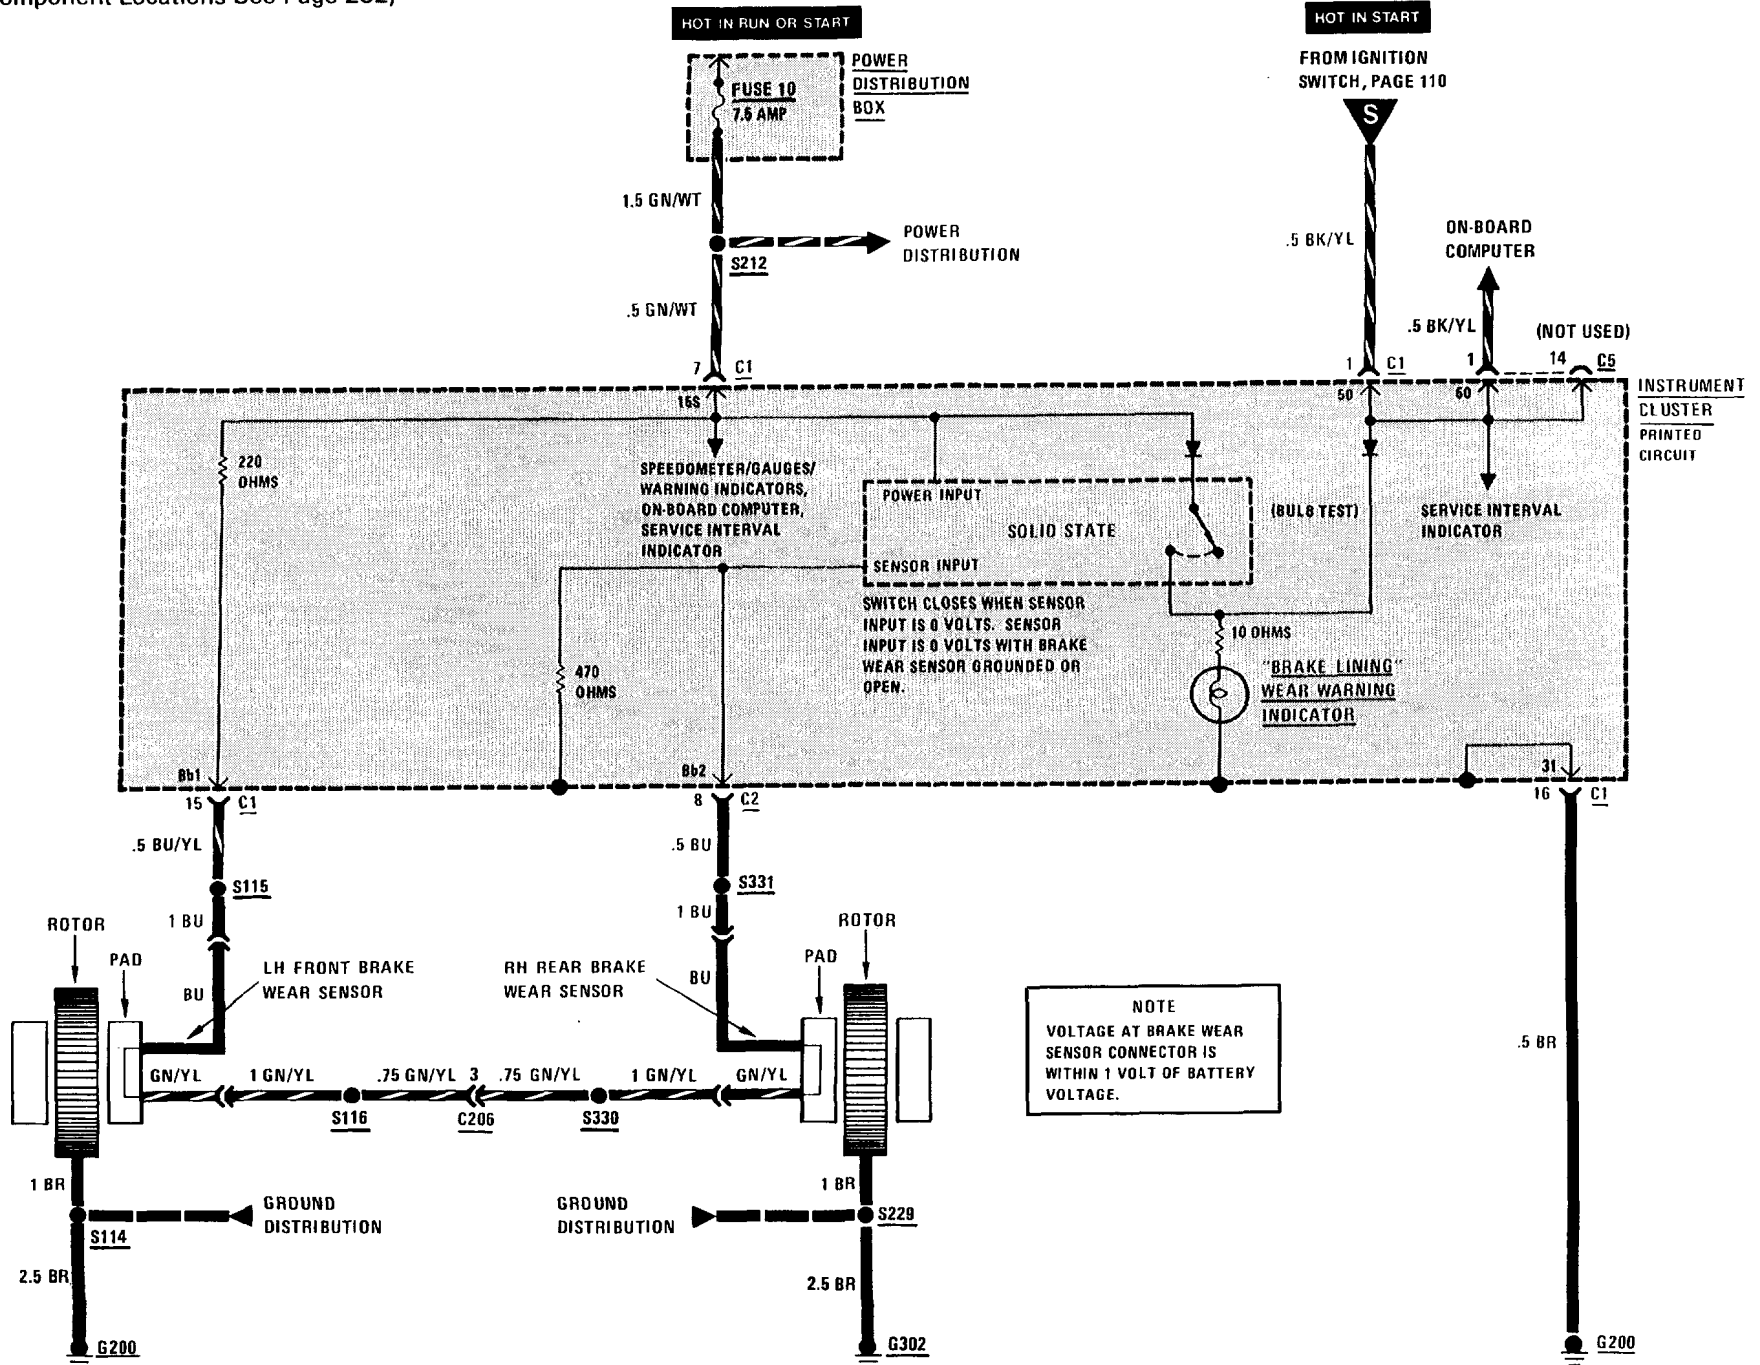 omponent Locations See Page 202)
HOT IN RUN OR START
HOT IN START
POWER
DISTRIBUTION
BOX
FUSE 10
7.5 AMP
FROM IGNITION
SWITCH, PAGE 110
S
1.5 GN/WT
S212
POWER
DISTRIBUTION
.5 GN/WT
.5 BK/YL
ON-BOARD
COMPUTER
.5 BK/YL
(NOT USED)
7 C1
1 C1
1
14 C5
15S
50
60
INSTRUMENT
CLUSTER
PRINTED
CIRCUIT
220
OHMS
SPEEDOMETER/GAUGES/
WARNING INDICATORS,
ON-BOARD COMPUTER,
SERVICE INTERVAL
INDICATOR
POWER INPUT
SOLID STATE
SENSOR INPUT
(BULB TEST)
SERVICE INTERVAL
INDICATOR
SWITCH CLOSES WHEN SENSOR
INPUT IS 0 VOLTS. SENSOR
INPUT IS 0 VOLTS WITH BRAKE
WEAR SENSOR GROUNDED OR
OPEN.
10 OHMS
470
OHMS
"BRAKE LINING"
WEAR WARNING
INDICATOR
Bb1
Bb2
31
15 C1
8 C2
16 C1
.5 BU/YL
.5 BU
S115
S331
1 BU
1 BU
ROTOR
PAD
LH FRONT BRAKE
WEAR SENSOR
BU
RH REAR BRAKE
WEAR SENSOR
BU
PAD
ROTOR
NOTE
VOLTAGE AT BRAKE WEAR
SENSOR CONNECTOR IS
WITHIN 1 VOLT OF BATTERY
VOLTAGE.
.5 BR
GN/YL
1 GN/YL
.75 GN/YL
3
.75 GN/YL
1 GN/YL
GN/YL
S116
C206
S330
1 BR
GROUND
DISTRIBUTION
S114
2.5 BR
G200
1 BR
GROUND
DISTRIBUTION
S229
2.5 BR
G302
G200